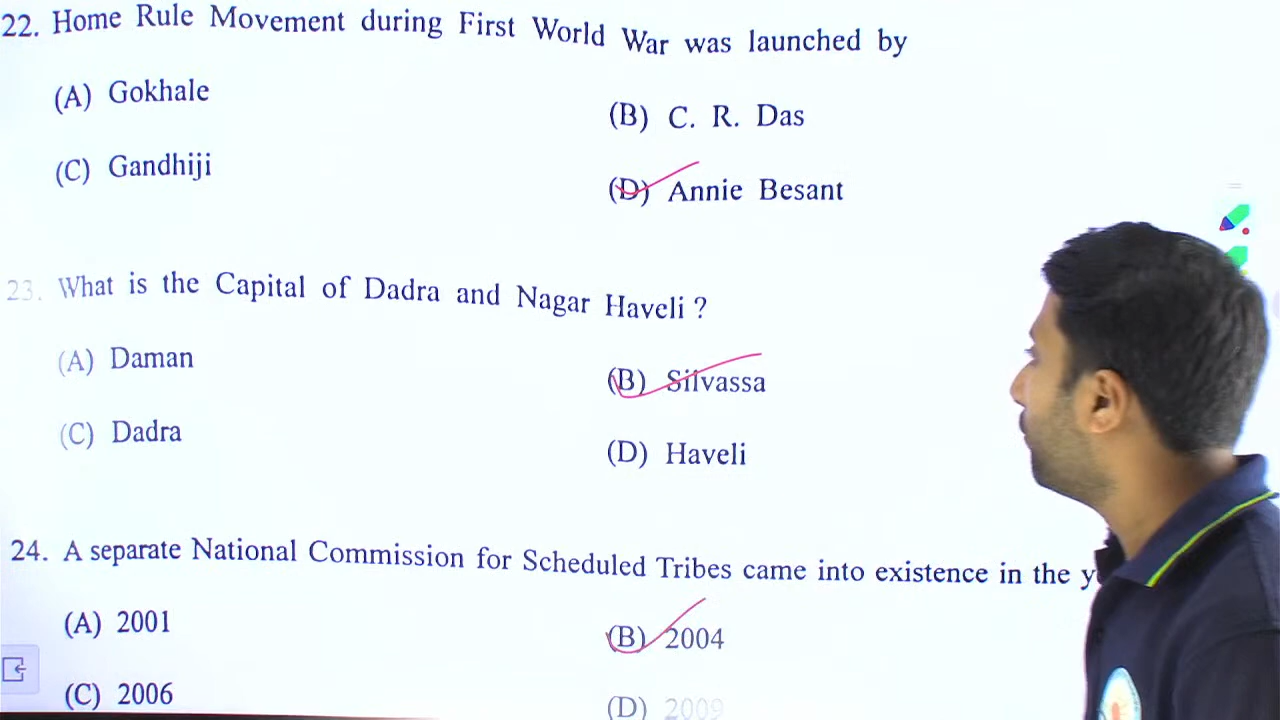 22. Home Rule Movement during First World War was launched by
(A) Gokhale
(B) C. R. Das
(C) Gandhiji
(D) Annie Besant
23. What is the Capital of Dadra and Nagar Haveli ?
(A) Daman
(B) Silvassa
(C) Dadra
(D) Haveli
24. A separate National Commission for Scheduled Tribes came into existence in the y
(A) 2001
(B) 2004
(C) 2006
(D) 2009